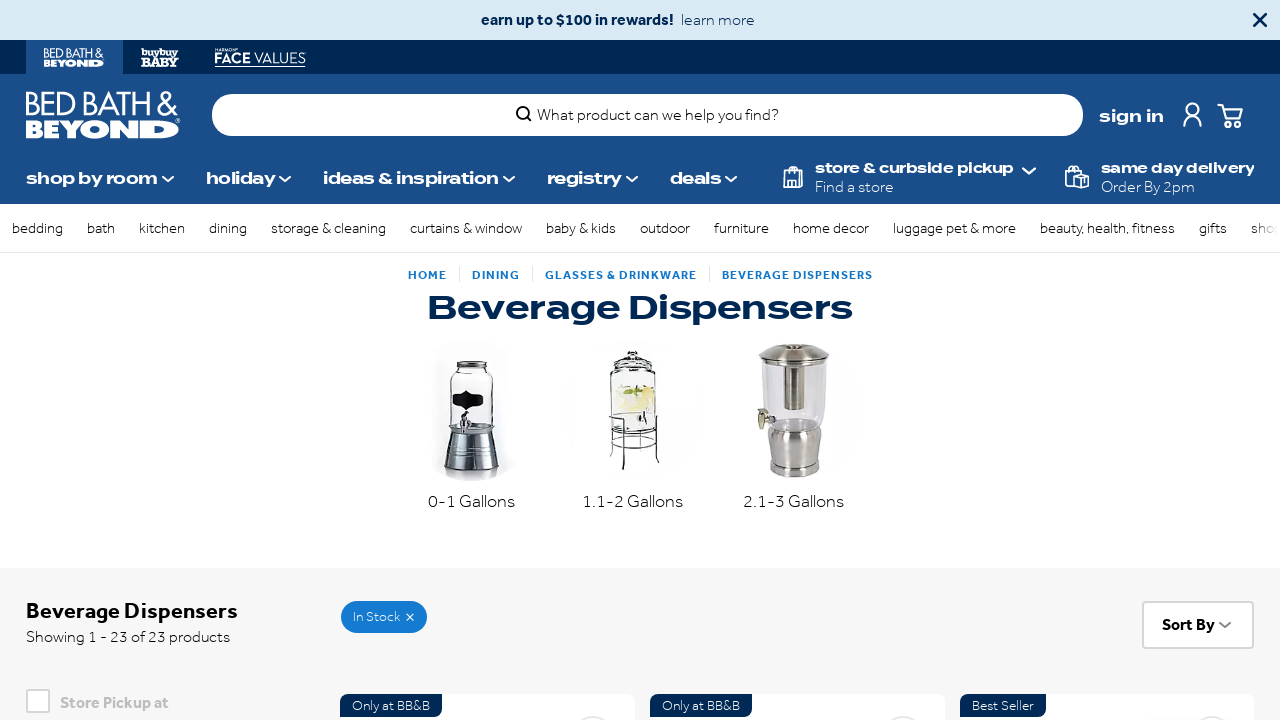 earn up to $100 in rewards! learn more
BED BATH & BEYOND
buybuy BABY
HARMON FACE VALUES
BED BATH &
BEYOND
What product can we help you find?
sign in
shop by room
holiday
ideas & inspiration
registry
deals
store & curbside pickup
Find a store
same day delivery
Order By 2pm
bedding
bath
kitchen
dining
storage & cleaning
curtains & window
baby & kids
outdoor
furniture
home decor
luggage pet & more
beauty, health, fitness
gifts
HOME
DINING
GLASSES & DRINKWARE
BEVERAGE DISPENSERS
Beverage Dispensers
0-1 Gallons
1.1-2 Gallons
2.1-3 Gallons
Beverage Dispensers
Showing 1 - 23 of 23 products
In Stock
Sort By
Store Pickup at
Only at BB&B
Only at BB&B
Best Seller